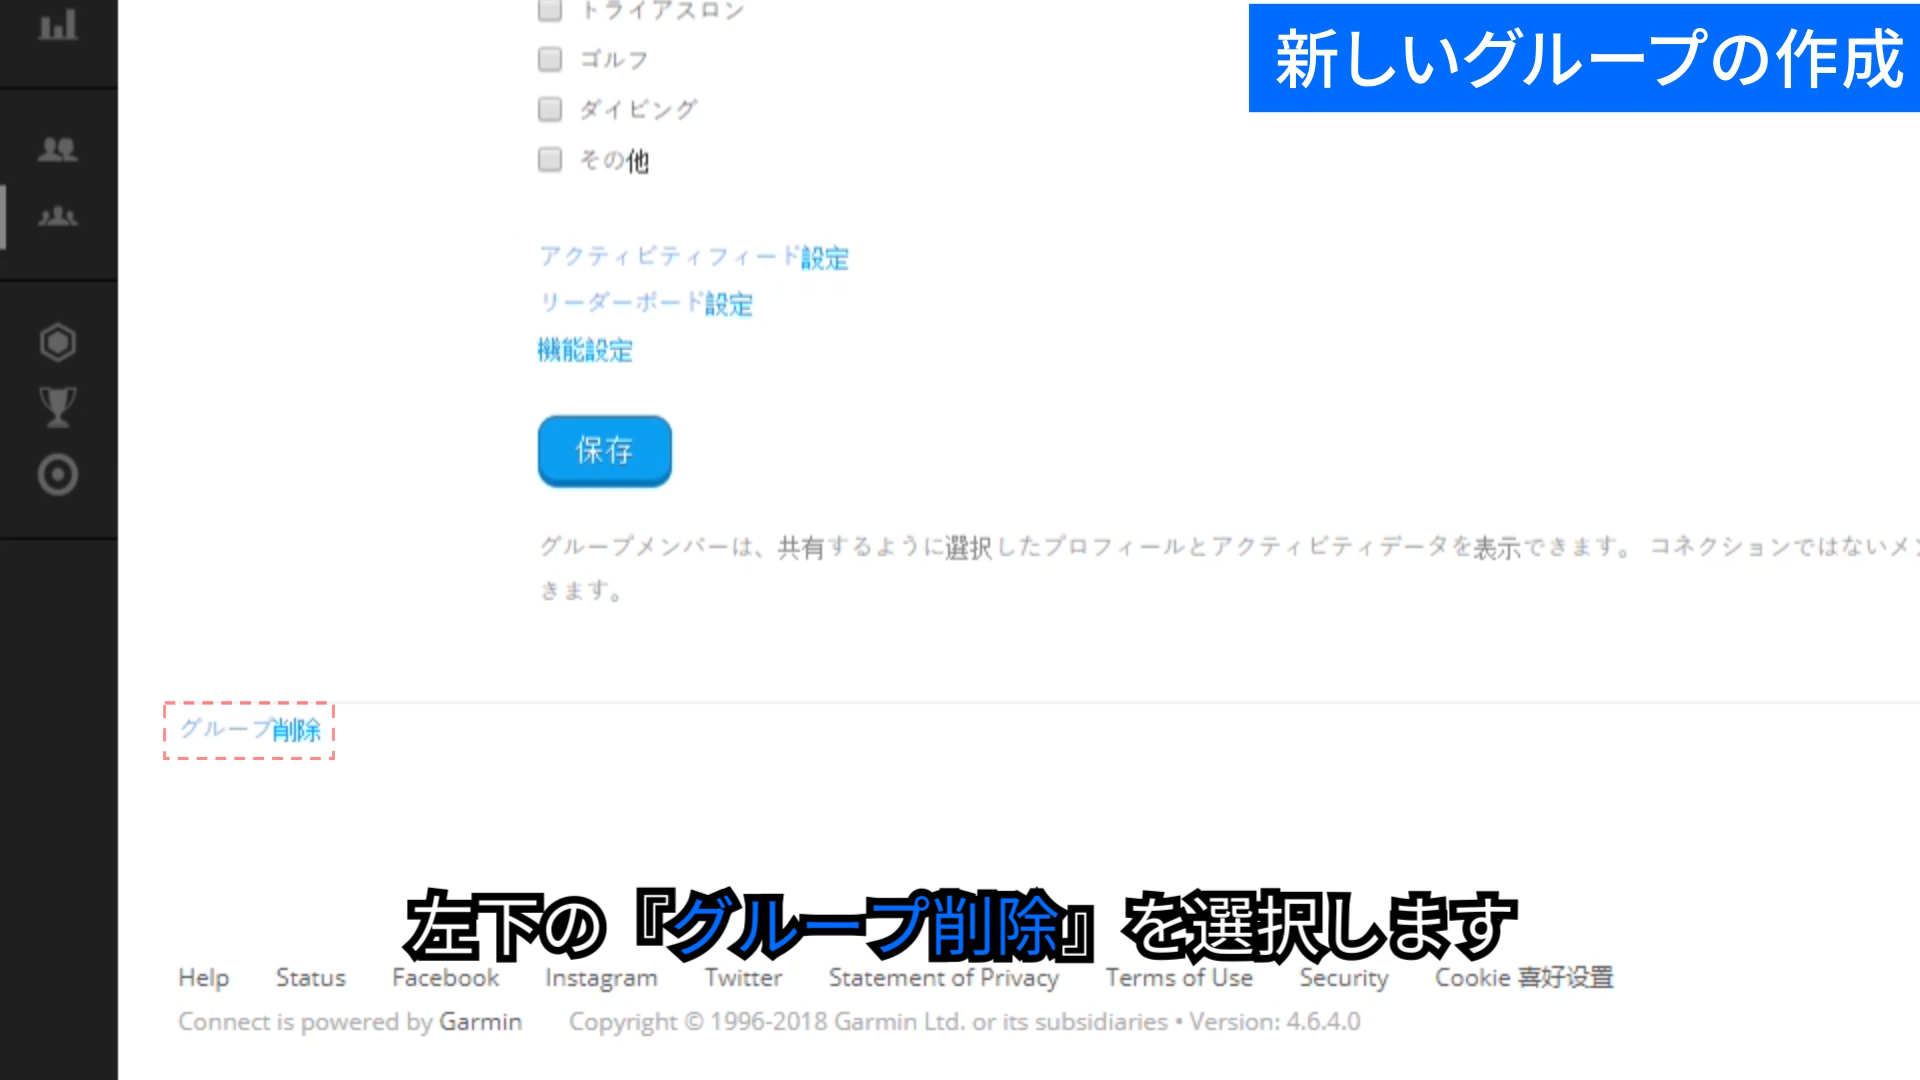 トライアスロン
新しいグループの作成
ゴルフ
ダイビング
その他
アクティビティフィード設定
リーダーボード設定
機能設定
保存
グループメンバーは、共有するように選択したプロフィールとアクティビティデータを表示できます。 コネクションではないメン
きます。
グループ削除
左下の『グループ削除』を選択します
Help Status Facebook Instagram Twitter Statement of Privacy Terms of Use Security Cookie 喜好设置
Connect is powered by Garmin Copyright © 1996-2018 Garmin Ltd. or its subsidiaries • Version: 4.6.4.0